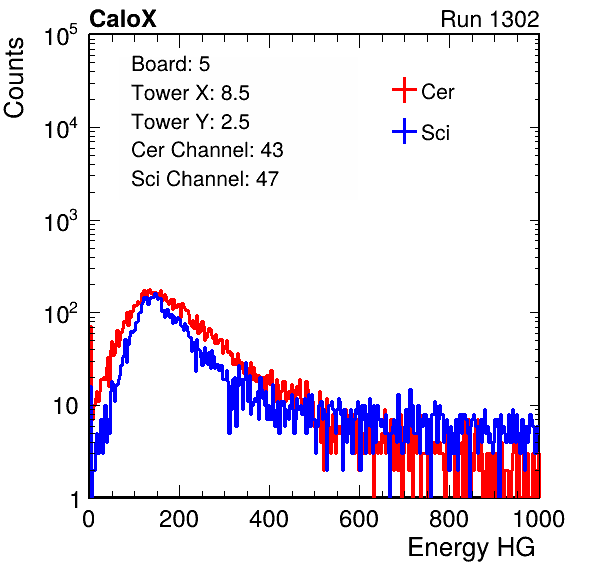 CaloX Run 1302
Counts
Board: 5
Tower X: 8.5
Tower Y: 2.5
Cer Channel: 43
Sci Channel: 47
Cer
Sci
10^5
10^4
10^3
10^2
10
1
0 200 400 600 800 1000
Energy HG